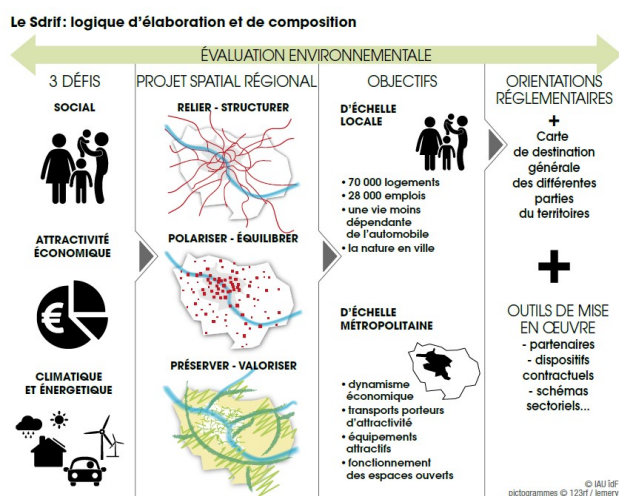 Le Sdrif: logique d'élaboration et de composition
ÉVALUATION ENVIRONNEMENTALE
3 DÉFIS
SOCIAL
ATTRACTIVITÉ
ÉCONOMIQUE
€
CLIMATIQUE
ET ÉNERGETIQUE
PROJET SPATIAL RÉGIONAL
RELIER - STRUCTURER
POLARISER - ÉQUILIBRER
PRÉSERVER - VALORISER
OBJECTIFS
D'ÉCHELLE
LOCALE
• 70 000 logements
• 28 000 emplois
• une vie moins
dépendante
de l'automobile
• la nature en ville
D'ÉCHELLE
MÉTROPOLITAINE
• dynamisme
économique
• transports porteurs
d'attractivité
• équipements
attractifs
• fonctionnement
des espaces ouverts
ORIENTATIONS
RÉGLEMENTAIRES
+
Carte
de destination
générale
des différentes
parties
du territoires
+
OUTILS DE MISE
EN ŒUVRE
- partenaires
- dispositifs
contractuels
- schémas
sectoriels...
© IAU îdF
pictogrammes © 123rf / lemery